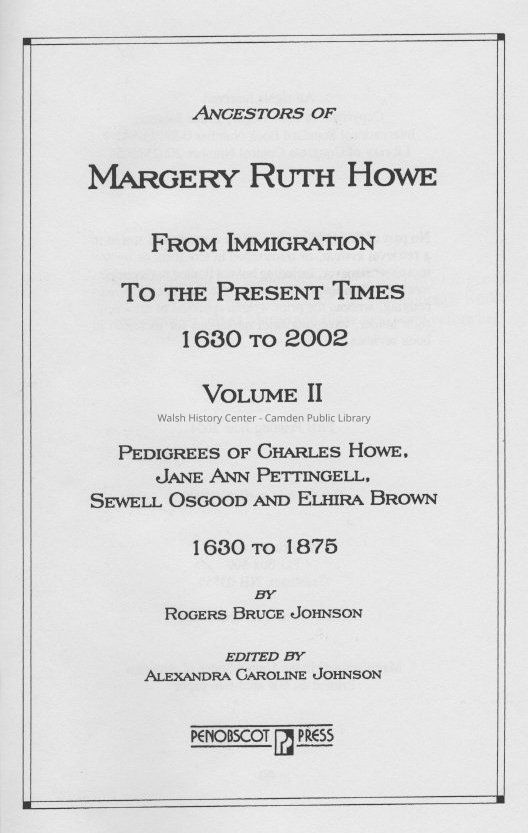 Ancestors of
Margery Ruth Howe
From Immigration
To the Present Times
1630 to 2002
Volume II
Walsh History Center - Camden Public Library
Pedigrees of Charles Howe,
Jane Ann Pettingell,
Sewell Osgood and Elhira Brown
1630 to 1875
by
Rogers Bruce Johnson
edited by
Alexandra Caroline Johnson
PENOBSCOT PRESS